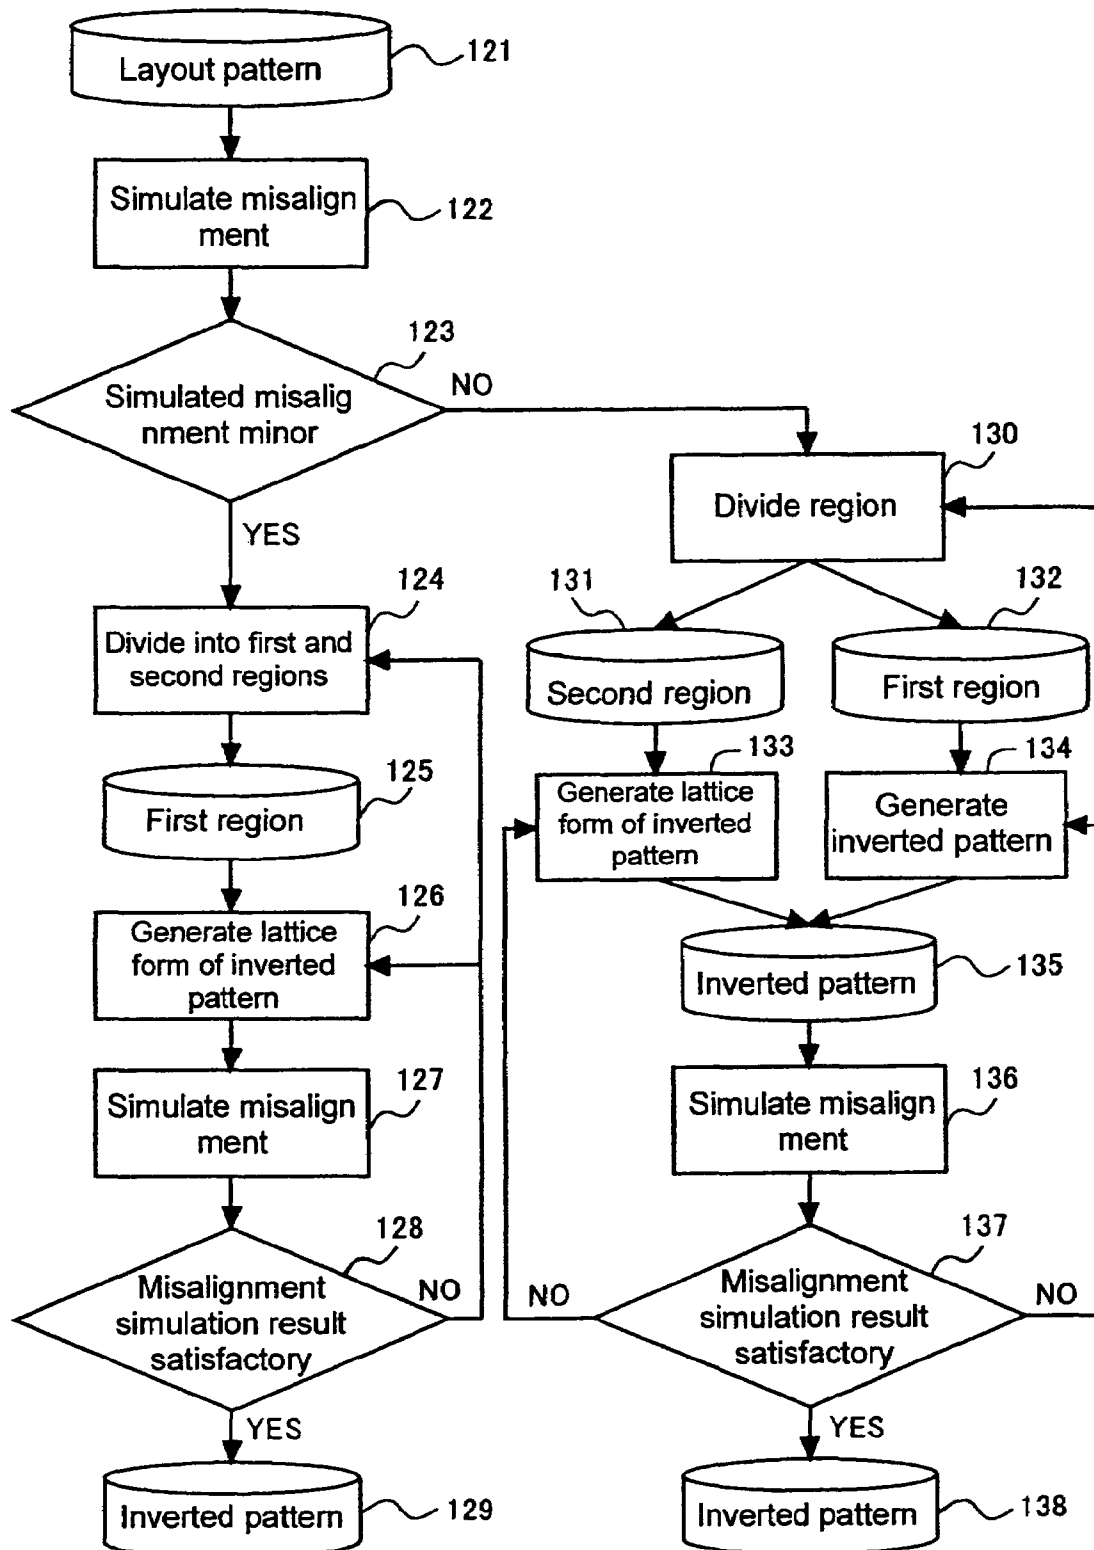 Layout pattern
121
Simulate misalign
ment
122
123
Simulated misalig
nment minor
NO
YES
124
Divide into first and
second regions
125
First region
126
Generate lattice
form of inverted
pattern
127
Simulate misalign
ment
128
Misalignment
simulation result
satisfactory
NO
YES
Inverted pattern
129
130
Divide region
131
132
Second region
First region
133
134
Generate lattice
form of inverted
pattern
Generate
inverted pattern
Inverted pattern
135
136
Simulate misalign
ment
137
Misalignment
simulation result
satisfactory
NO
NO
YES
Inverted pattern
138